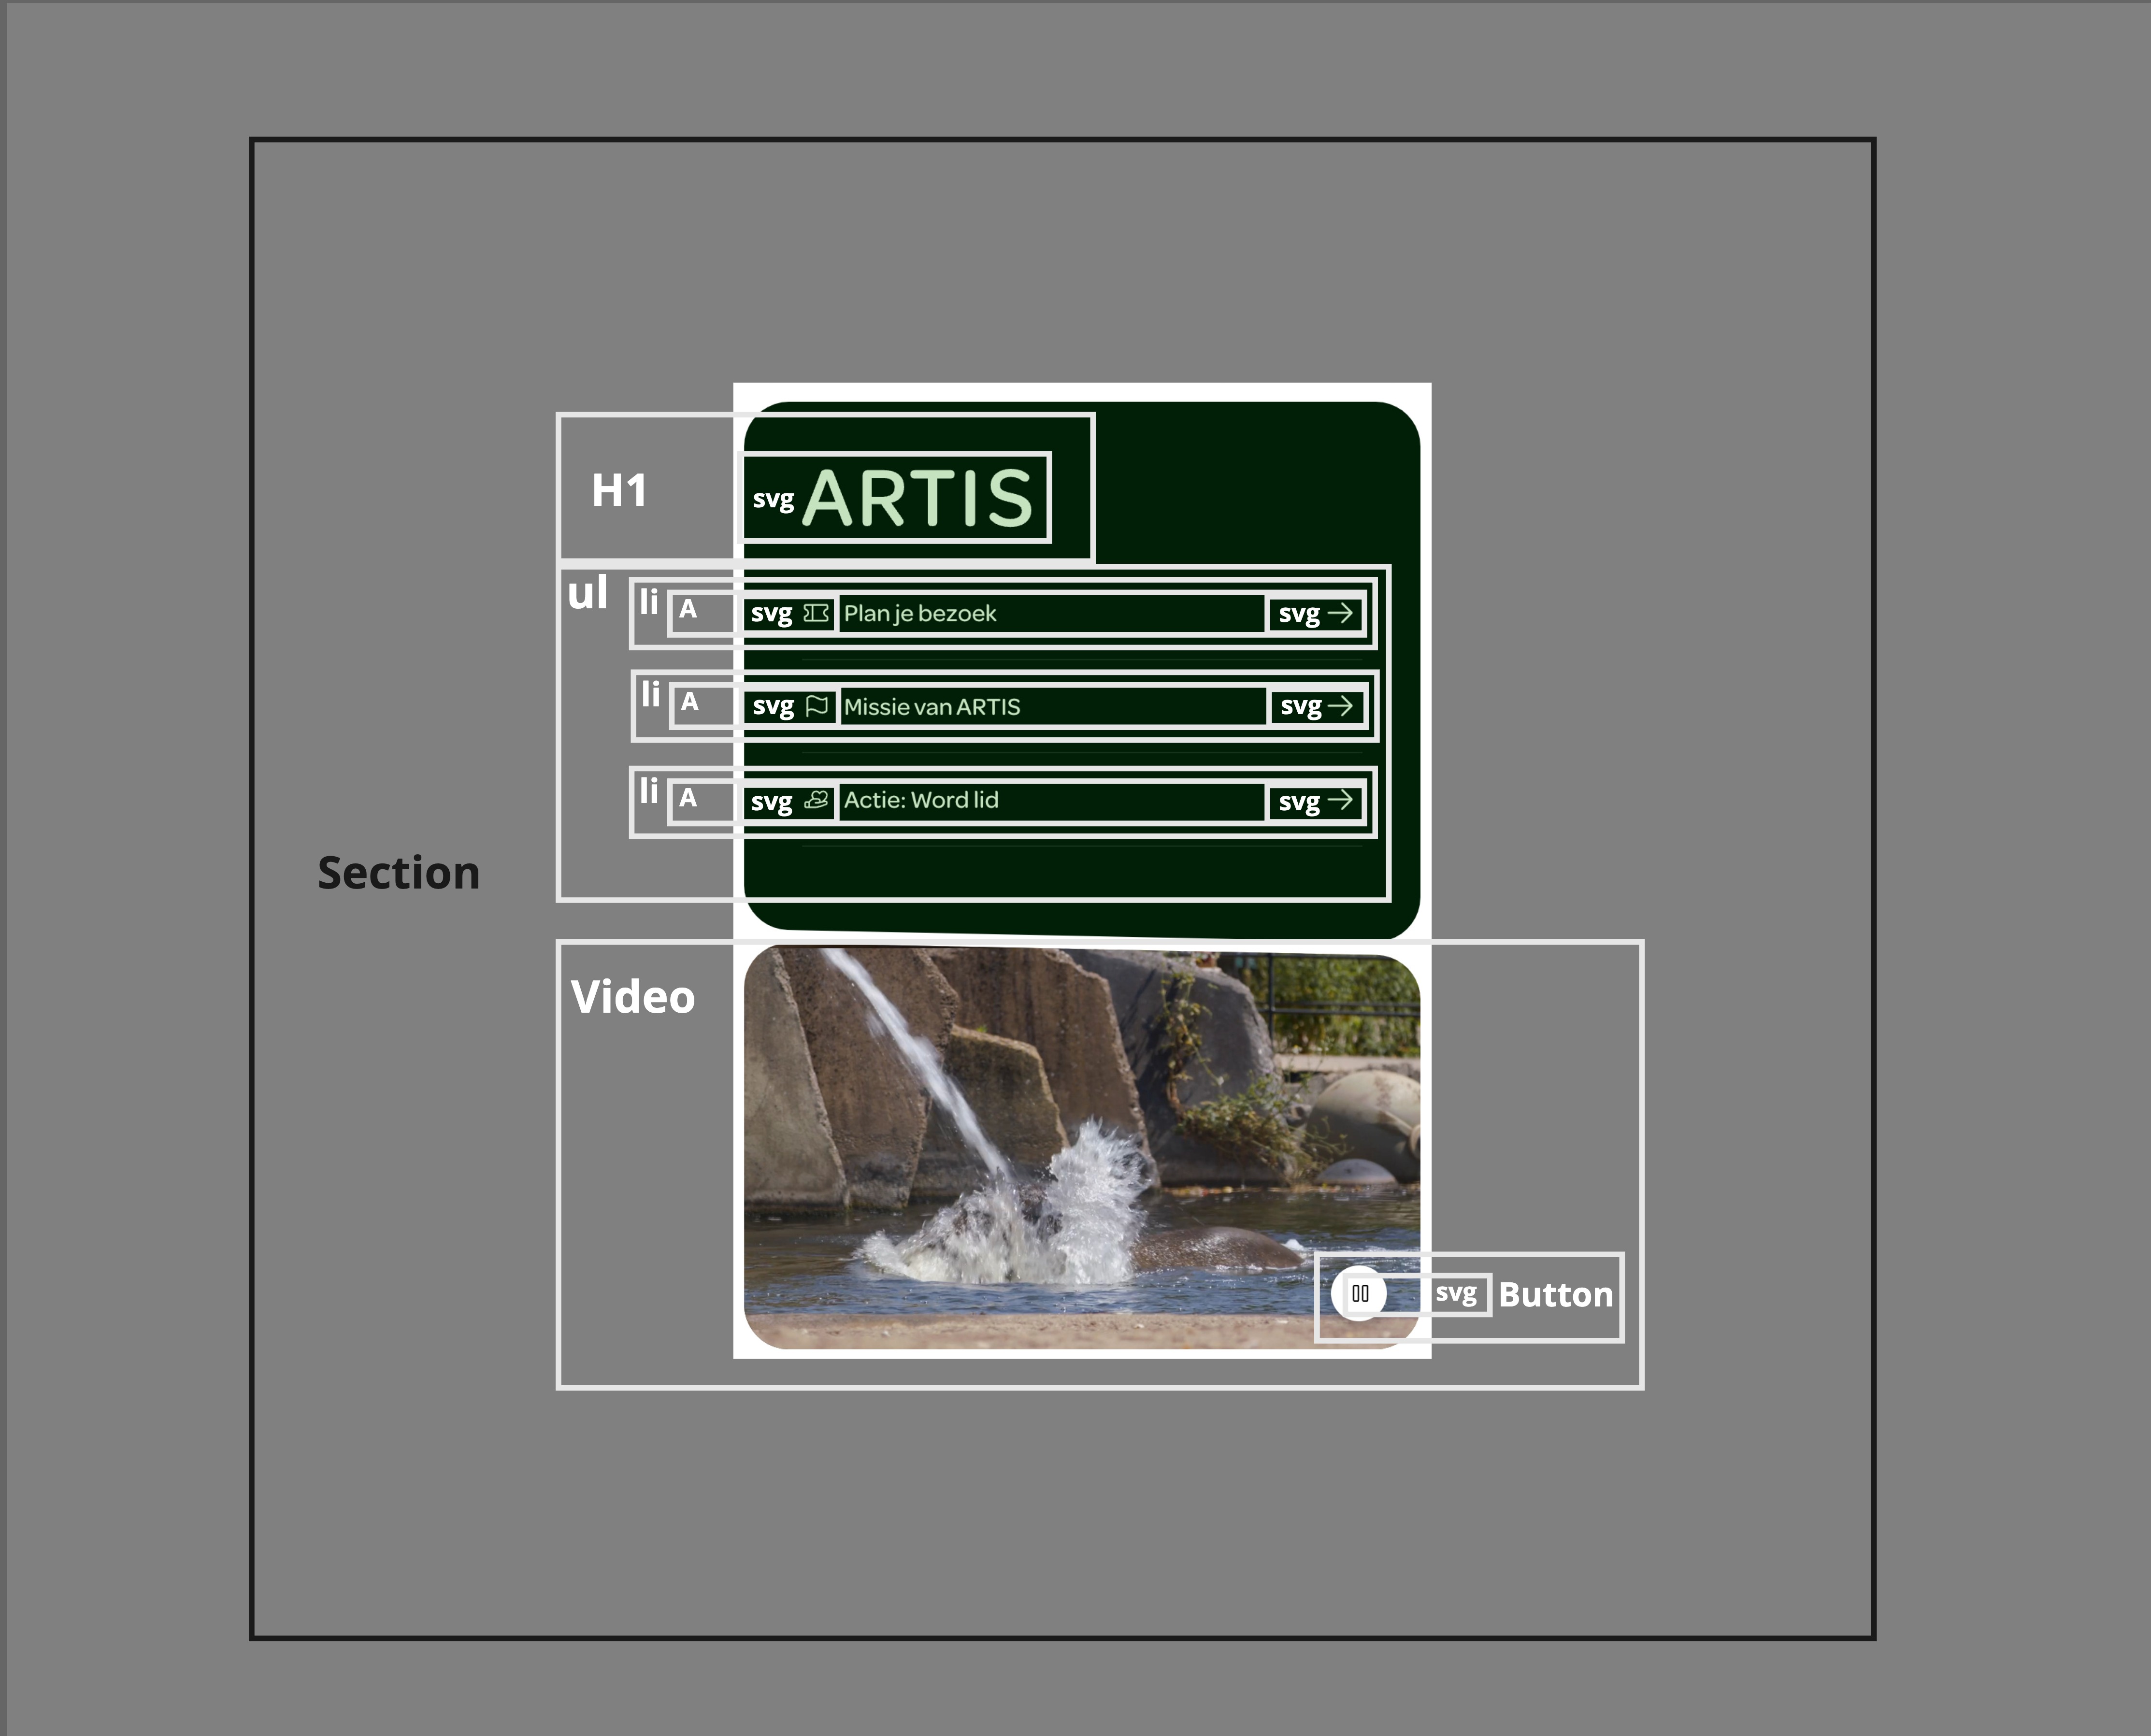 H1
svg ARTIS
ul
li A svg Plan je bezoek svg
li A svg Missie van ARTIS svg
li A svg Actie: Word lid svg
Section
Video
svg Button